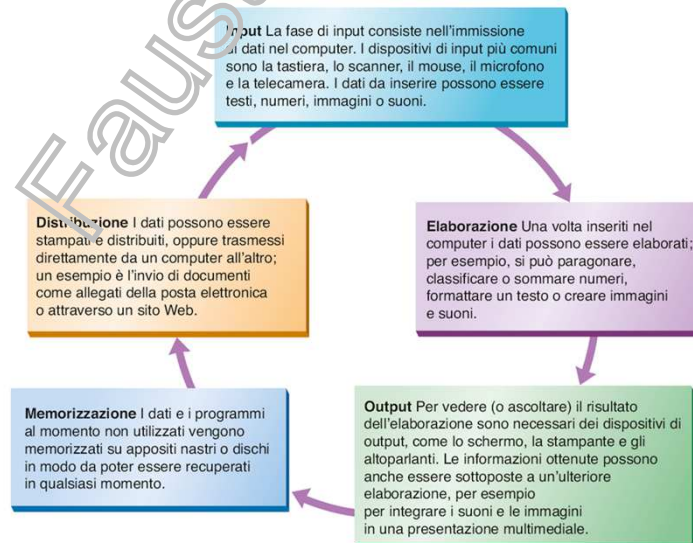 Input La fase di input consiste nell'immissione
di dati nel computer. I dispositivi di input più comuni
sono la tastiera, lo scanner, il mouse, il microfono
e la telecamera. I dati da inserire possono essere
testi, numeri, immagini o suoni.
Elaborazione Una volta inseriti nel
computer i dati possono essere elaborati;
per esempio, si può paragonare,
classificare o sommare numeri,
formattare un testo o creare immagini
e suoni.
Output Per vedere (o ascoltare) il risultato
dell'elaborazione sono necessari dei dispositivi di
output, come lo schermo, la stampante e gli
altoparlanti. Le informazioni ottenute possono
anche essere sottoposte a un'ulteriore
elaborazione, per esempio
per integrare i suoni e le immagini
in una presentazione multimediale.
Memorizzazione I dati e i programmi
al momento non utilizzati vengono
memorizzati su appositi nastri o dischi
in modo da poter essere recuperati
in qualsiasi momento.
Distribuzione I dati possono essere
stampati e distribuiti, oppure trasmessi
direttamente da un computer all'altro;
un esempio è l'invio di documenti
come allegati della posta elettronica
o attraverso un sito Web.
Faus